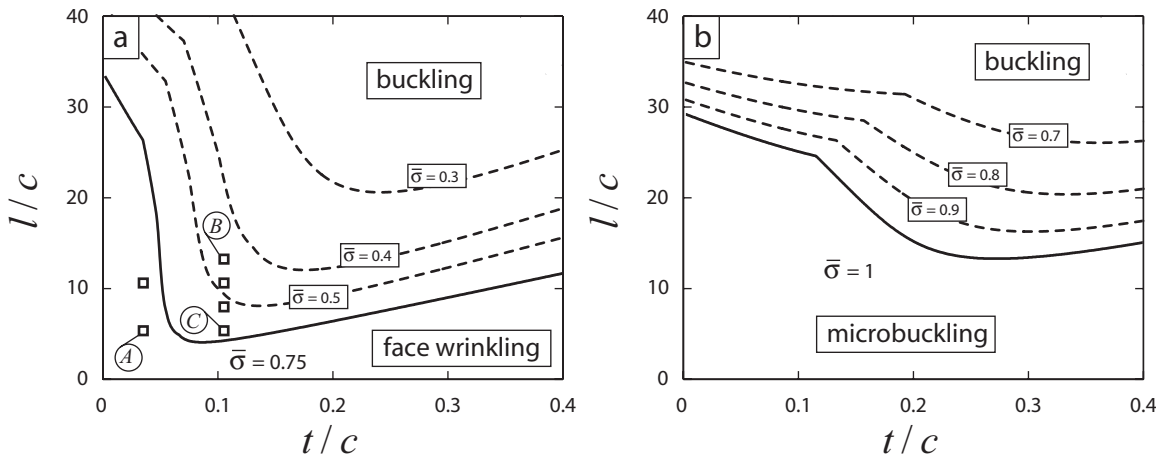 40
30
20
10
0
l / c
a
buckling
σ̄ = 0.3
B
σ̄ = 0.4
σ̄ = 0.5
C
A
σ̄ = 0.75
face wrinkling
0
0.1
0.2
0.3
0.4
t / c
40
30
20
10
0
l / c
b
buckling
σ̄ = 0.7
σ̄ = 0.8
σ̄ = 0.9
σ̄ = 1
microbuckling
0
0.1
0.2
0.3
0.4
t / c